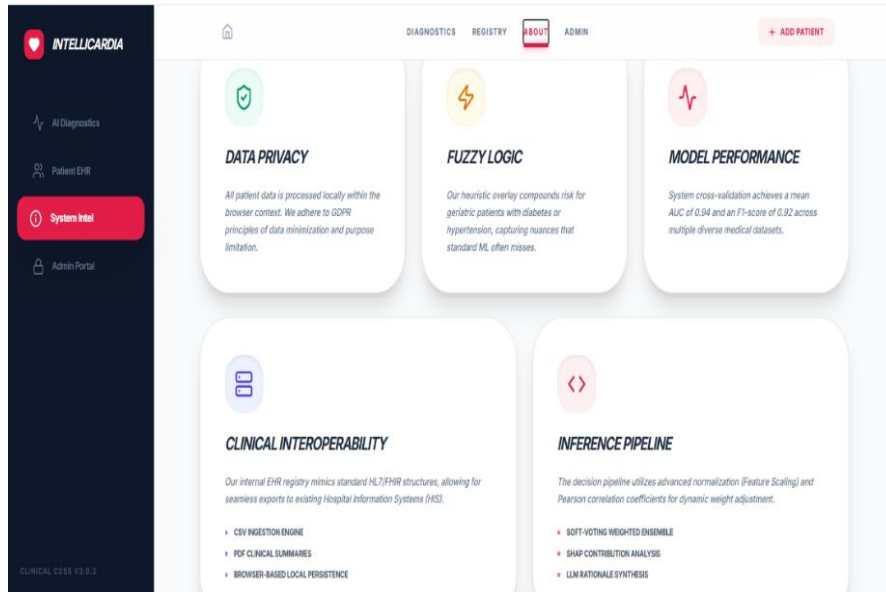 INTELLICARDIA
DIAGNOSTICS REGISTRY ABOUT ADMIN
+ ADD PATIENT
AI Diagnostics
Patient EHR
System Intel
Admin Portal
CLINICAL CDSS V3.0.2
DATA PRIVACY
All patient data is processed locally within the
browser context. We adhere to GDPR
principles of data minimization and purpose
limitation.
FUZZY LOGIC
Our heuristic overlay compounds risk for
geriatric patients with diabetes or
hypertension, capturing nuances that
standard ML often misses.
MODEL PERFORMANCE
System cross-validation achieves a mean
AUC of 0.94 and an F1-score of 0.92 across
multiple diverse medical datasets.
CLINICAL INTEROPERABILITY
Our internal EHR registry mimics standard HL7/FHIR structures, allowing for
seamless exports to existing Hospital Information Systems (HIS).
CSV INGESTION ENGINE
PDF CLINICAL SUMMARIES
BROWSER-BASED LOCAL PERSISTENCE
INFERENCE PIPELINE
The decision pipeline utilizes advanced normalization (Feature Scaling) and
Pearson correlation coefficients for dynamic weight adjustment.
SOFT-VOTING WEIGHTED ENSEMBLE
SHAP CONTRIBUTION ANALYSIS
LLM RATIONALE SYNTHESIS